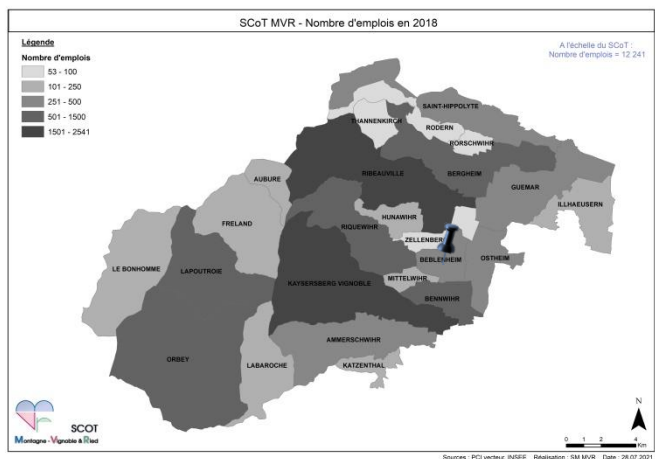 SCoT MVR - Nombre d'emplois en 2018
Légende
Nombre d'emplois
53 - 100
101 - 250
251 - 500
501 - 1500
1501 - 2541
A l'échelle du SCoT :
Nombre d'emplois = 12 241
SAINT-HIPPOLYTE
THANNENKIRCH
RODERN
RORSCHWIHR
RIBEAUVILLE
BERGHEIM
AUBURE
GUEMAR
ILLHAEUSERN
FRELAND
HUNAWIHR
RIQUEWIHR
ZELLENBERG
LE BONHOMME
LAPOUTROIE
BEBLENHEIM
OSTHEIM
MITTELWIHR
KAYSERSBERG VIGNOBLE
BENNWIHR
AMMERSCHWIHR
ORBEY
LABAROCHE
KATZENTHAL
SCOT
Montagne - Vignoble & Ried
N
0 1 2 4
Km
Sources : PCI vecteur, INSEE Réalisation : SM MVR Date : 28.07.2021